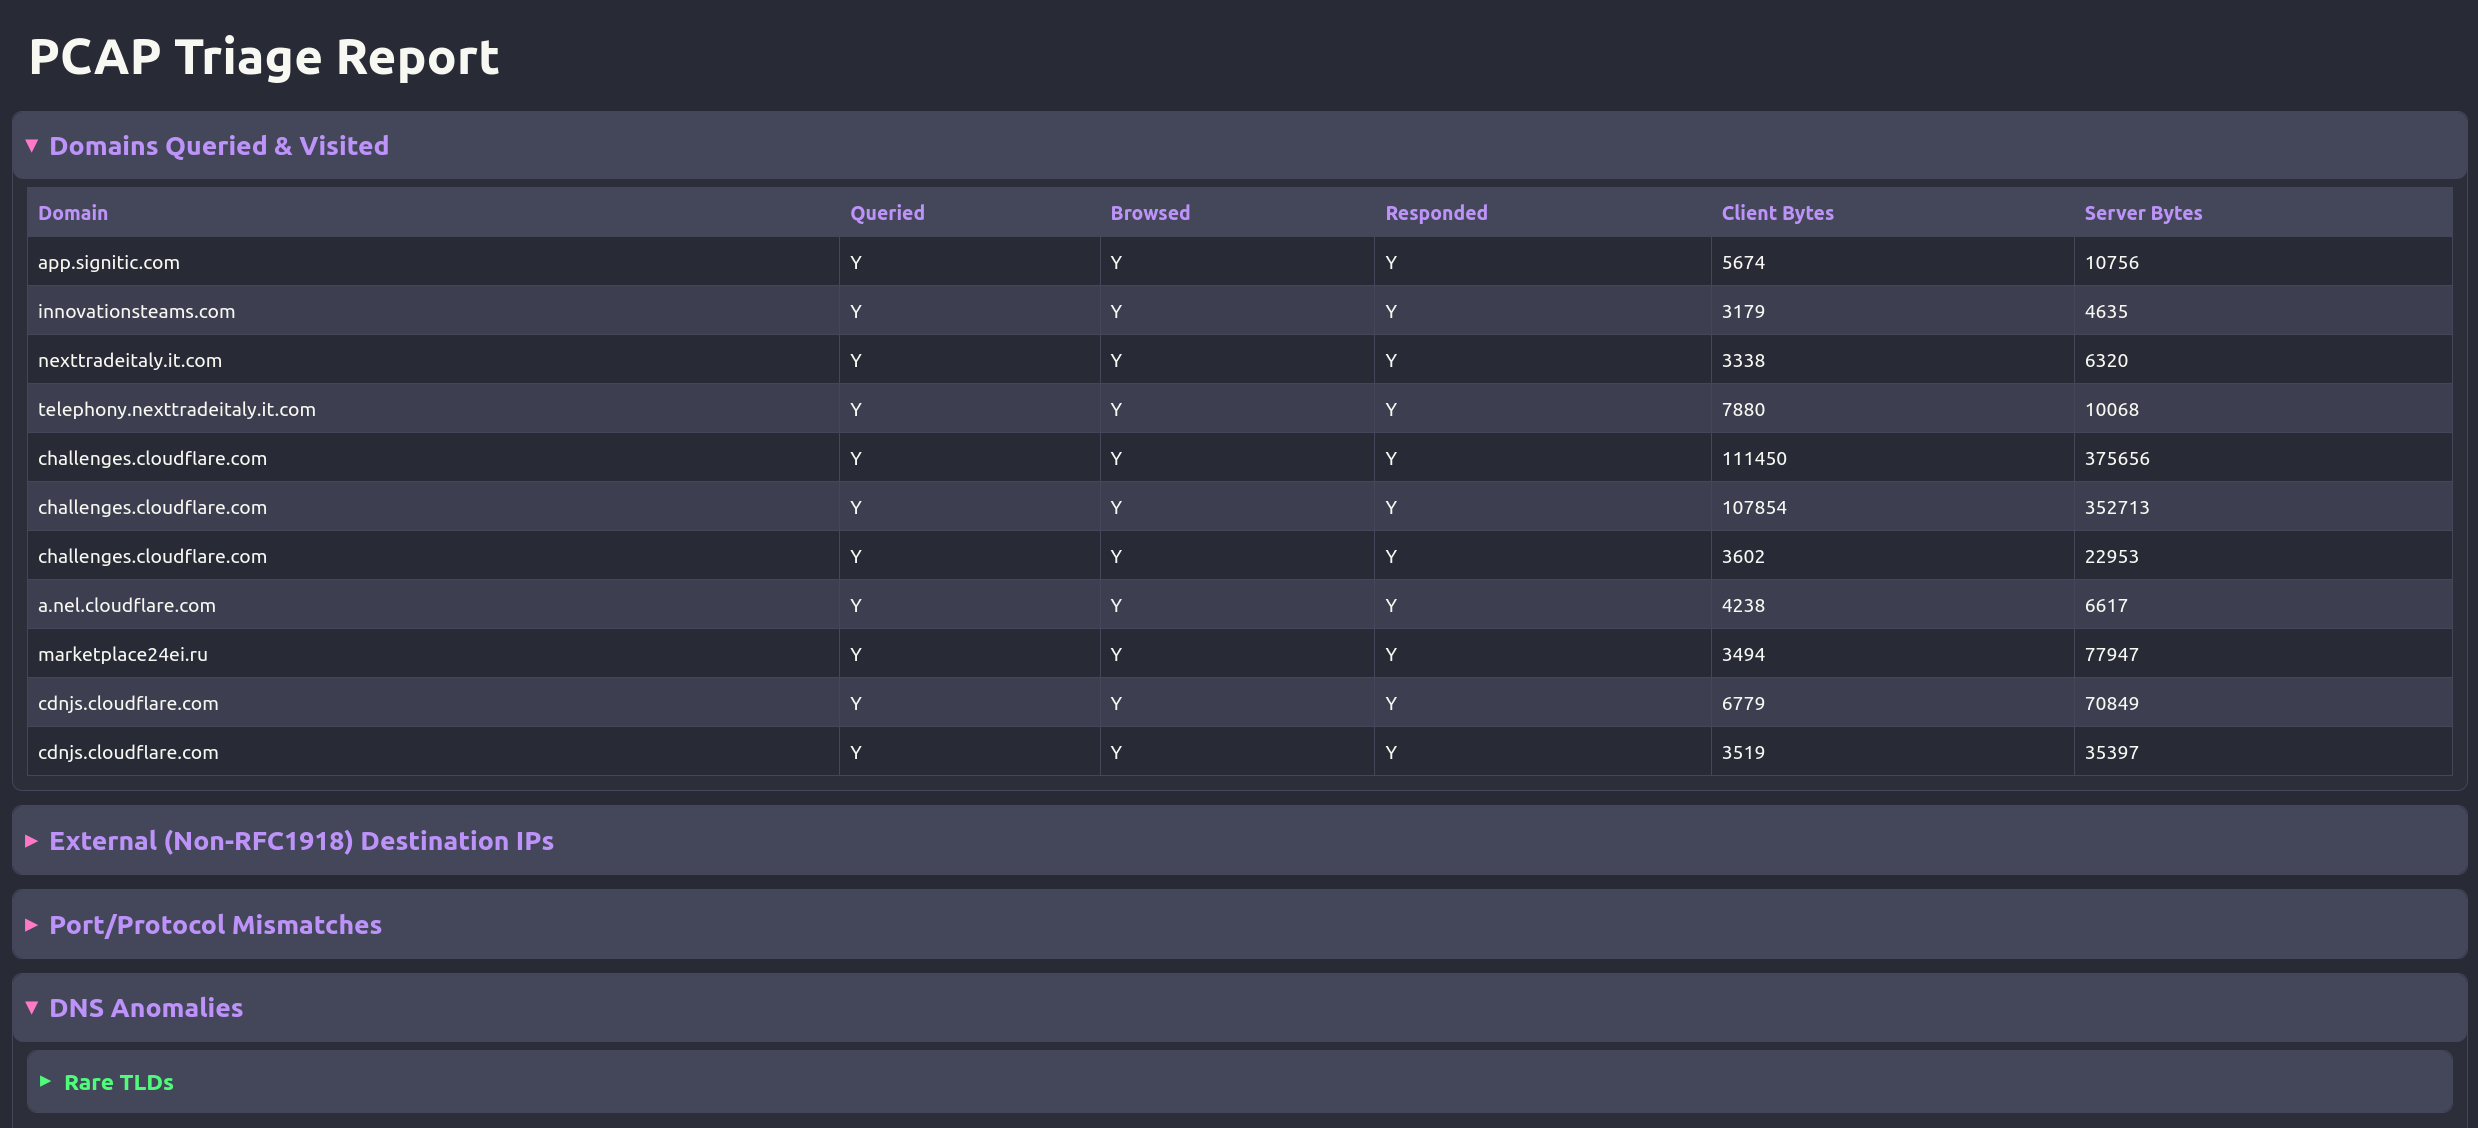 PCAP Triage Report
▼ Domains Queried & Visited
Domain Queried Browsed Responded Client Bytes Server Bytes
app.signitic.com Y Y Y 5674 10756
innovationsteams.com Y Y Y 3179 4635
nexttradeitaly.it.com Y Y Y 3338 6320
telephony.nexttradeitaly.it.com Y Y Y 7880 10068
challenges.cloudflare.com Y Y Y 111450 375656
challenges.cloudflare.com Y Y Y 107854 352713
challenges.cloudflare.com Y Y Y 3602 22953
a.nel.cloudflare.com Y Y Y 4238 6617
marketplace24ei.ru Y Y Y 3494 77947
cdnjs.cloudflare.com Y Y Y 6779 70849
cdnjs.cloudflare.com Y Y Y 3519 35397
▶ External (Non-RFC1918) Destination IPs
▶ Port/Protocol Mismatches
▼ DNS Anomalies
▶ Rare TLDs